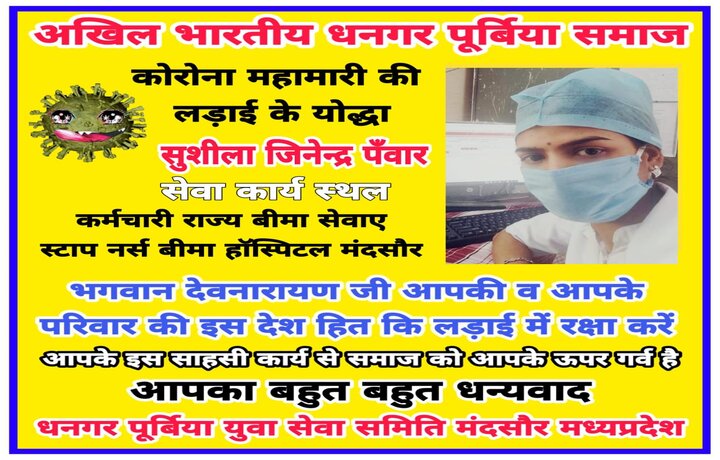 अखिल भारतीय धनगर पूर्बिया समाज
कोरोना महामारी की
लड़ाई के योद्धा
सुशीला जिनेन्द्र पँवार
सेवा कार्य स्थल
कर्मचारी राज्य बीमा सेवाए
स्टाप नर्स बीमा हॉस्पिटल मंदसौर
भगवान देवनारायण जी आपकी व आपके
परिवार की इस देश हित कि लड़ाई में रक्षा करें
आपके इस साहसी कार्य से समाज को आपके ऊपर गर्व है
आपका बहुत बहुत धन्यवाद
धनगर पूर्बिया युवा सेवा समिति मंदसौर मध्यप्रदेश